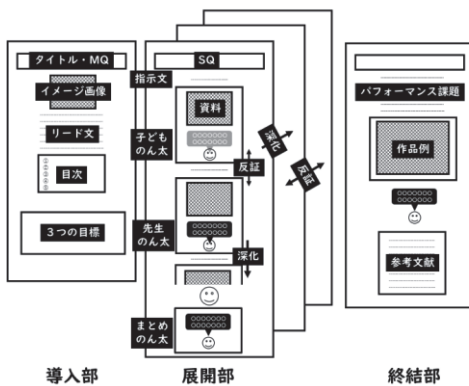 タイトル・MQ
イメージ画像
リード文
目次
3つの目標
導入部
SQ
指示文
資料
子ども
のん太
反証
先生
のん太
深化
まとめ
のん太
展開部
深化
反証
パフォーマンス課題
作品例
参考文献
終結部